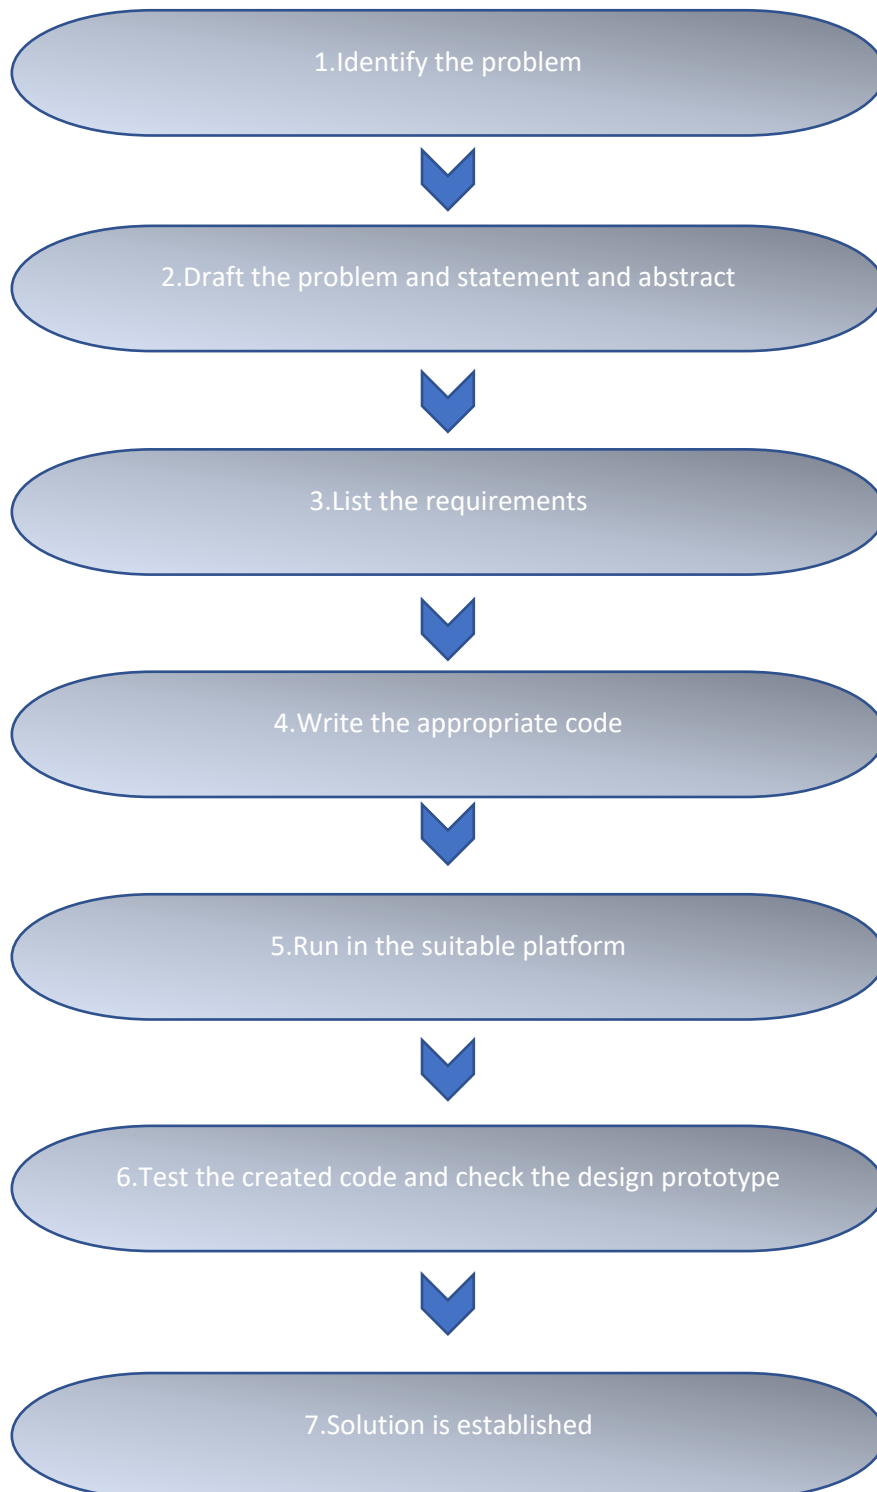 1.Identify the problem
2.Draft the problem and statement and abstract
3.List the requirements
4.Write the appropriate code
5.Run in the suitable platform
6.Test the created code and check the design prototype
7.Solution is established